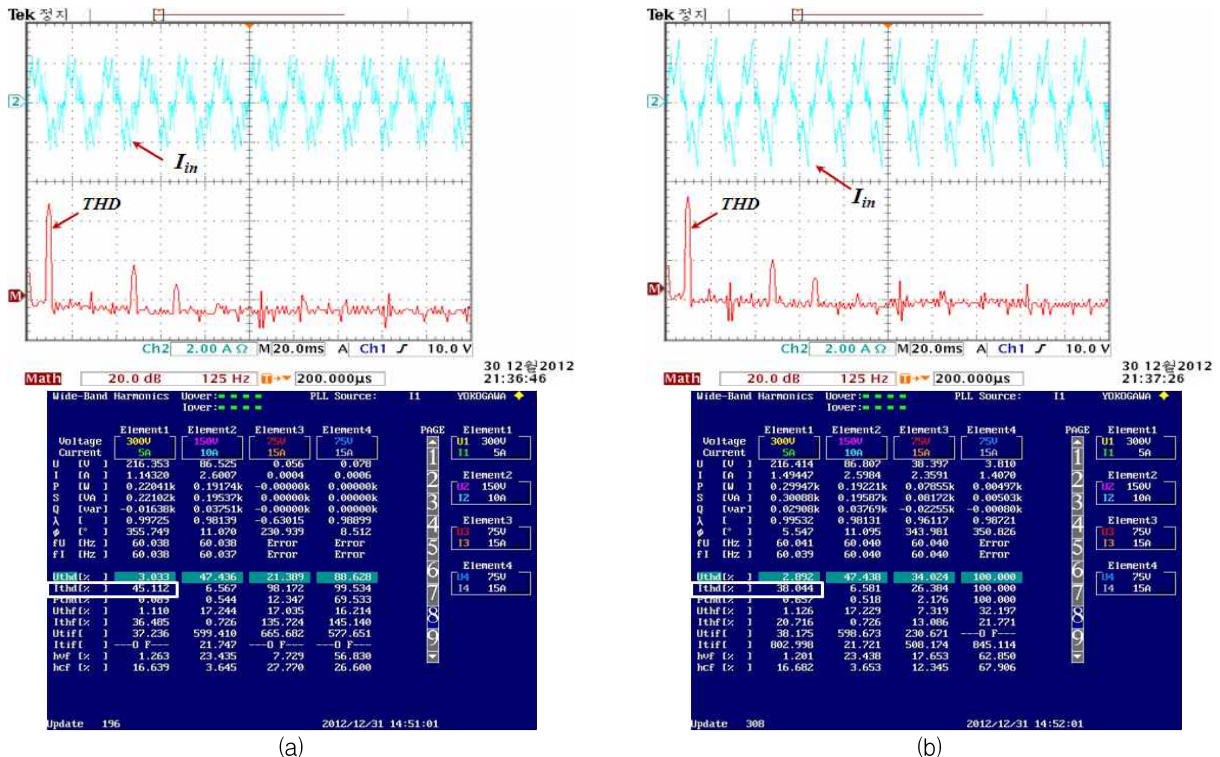 Tek 정지
2
I_in
THD
M
Ch2 2.00 A Ω M 20.0ms A Ch1 ∫ 10.0 V
30 12월 2012
21:36:46
Math 20.0 dB 125 Hz T 200.000µs
Wide-Band Harmonics Uover: PLL Source: I1 YOKOGAWA
Iover:
Element1 Element2 Element3 Element4
Voltage 300V 150V 75V 75V
Current 5A 10A 15A 15A
U [V ] 216.353 86.525 0.056 0.078
I [A ] 1.14320 2.6007 0.0004 0.0006
P [W ] 0.22041k 0.19174k -0.00000k 0.00000k
S [VA ] 0.22102k 0.19537k 0.00000k 0.00000k
Q [var] -0.01638k 0.03751k -0.00000k 0.00000k
λ [ ] 0.99725 0.98139 -0.63015 0.98899
ø [° ] 355.749 11.070 230.939 8.512
fU [Hz ] 60.038 60.038 Error Error
fI [Hz ] 60.038 60.037 Error Error
Uthd[% ] 3.033 47.436 21.389 88.628
Ithd[% ] 45.112 6.567 98.172 99.534
Pthd[% ] 0.089 0.544 12.347 69.533
Uthf[% ] 1.110 17.244 17.035 16.214
Ithf[% ] 36.485 0.726 135.724 145.140
Utif[ ] 37.236 599.410 665.682 577.651
Itif[ ] ---O F--- 21.747 ---O F--- ---O F---
hvf [% ] 1.263 23.435 7.729 56.830
hcf [% ] 16.639 3.645 27.770 26.600
PAGE
1
2
3
4
5
6
7
8
9
Element1
U1 300V
I1 5A
Element2
U2 150V
I2 10A
Element3
U3 75V
I3 15A
Element4
U4 75V
I4 15A
Update 196 2012/12/31 14:51:01
(a)
Tek 정지
2
I_in
THD
M
Ch2 2.00 A Ω M 20.0ms A Ch1 ∫ 10.0 V
30 12월 2012
21:37:26
Math 20.0 dB 125 Hz T 200.000µs
Wide-Band Harmonics Uover: PLL Source: I1 YOKOGAWA
Iover:
Element1 Element2 Element3 Element4
Voltage 300V 150V 75V 75V
Current 5A 10A 15A 15A
U [V ] 216.414 86.807 38.397 3.810
I [A ] 1.49447 2.5984 2.3591 1.4070
P [W ] 0.29947k 0.19221k 0.07855k 0.00497k
S [VA ] 0.30088k 0.19587k 0.08172k 0.00503k
Q [var] 0.02908k 0.03769k -0.02255k -0.00080k
λ [ ] 0.99532 0.98131 0.96117 0.98721
ø [° ] 5.547 11.095 343.981 350.826
fU [Hz ] 60.041 60.040 60.040 Error
fI [Hz ] 60.039 60.040 60.040 Error
Uthd[% ] 2.892 47.438 34.024 100.000
Ithd[% ] 38.044 6.581 26.384 100.000
Pthd[% ] 0.657 0.518 2.176 100.000
Uthf[% ] 1.126 17.229 7.319 32.197
Ithf[% ] 20.716 0.726 13.086 21.771
Utif[ ] 38.175 598.673 230.671 ---O F---
Itif[ ] 802.998 21.721 508.174 845.114
hvf [% ] 1.201 23.438 17.653 62.850
hcf [% ] 16.682 3.653 12.345 67.906
PAGE
1
2
3
4
5
6
7
8
9
Element1
U1 300V
I1 5A
Element2
U2 150V
I2 10A
Element3
U3 75V
I3 15A
Element4
U4 75V
I4 15A
Update 308 2012/12/31 14:52:01
(b)